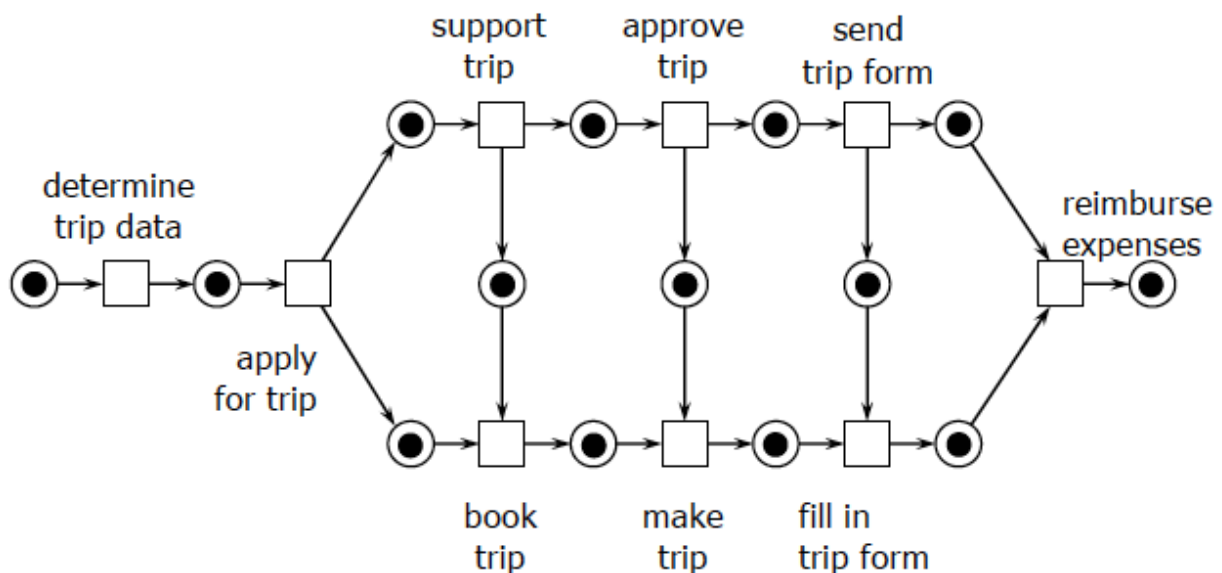 support
trip
approve
trip
send
trip form
determine
trip data
reimburse
expenses
apply
for trip
book
trip
make
trip
fill in
trip form